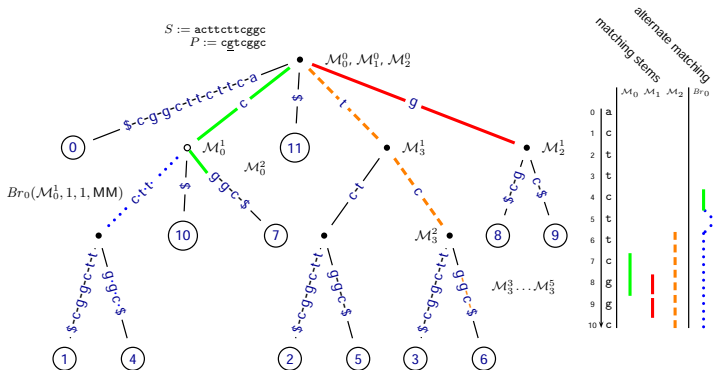 S := acttcttcggc
P := cgtcggc
matching stems
alternate matching
𝓜₀⁰, 𝓜₁⁰, 𝓜₂⁰
$-c-g-g-c-t-t-c-t-t-c-a
c
$
t
g
0
𝓜₀¹
11
𝓜₃¹
𝓜₂¹
𝓜₀²
Br₀(𝓜₀¹, 1, 1, MM)
c-t-t
$
g-g-c-$
c-t
c
$-c-g
c-$
10
7
𝓜₃²
8
9
$-c-g-g-c-t-t
g-g-c-$
$-c-g-g-c-t-t
g-g-c-$
$-c-g-g-c-t-t
g-g-c-$
𝓜₃³ … 𝓜₃⁵
1
4
2
5
3
6
𝓜₀ 𝓜₁ 𝓜₂ Br₀
0 a
1 c
2 t
3 t
4 c
5 t
6 t
7 c
8 g
9 g
10 c